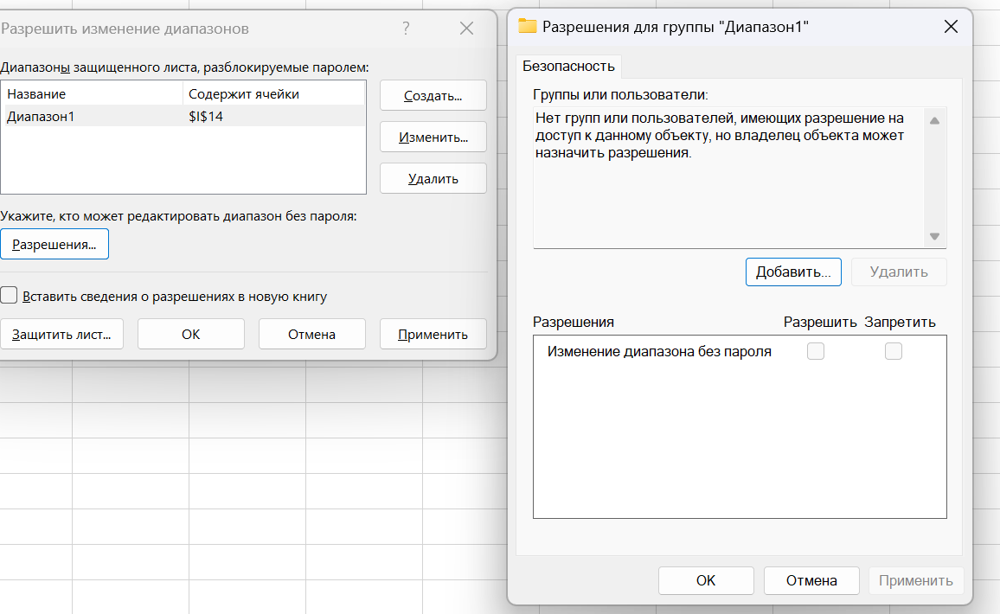 Разрешить изменение диапазонов
?
Диапазоны защищенного листа, разблокируемые паролем:
Название Содержит ячейки
Диапазон1 $I$14
Создать...
Изменить...
Удалить
Укажите, кто может редактировать диапазон без пароля:
Разрешения...
Вставить сведения о разрешениях в новую книгу
Защитить лист... ОК Отмена Применить
Разрешения для группы "Диапазон1"
Безопасность
Группы или пользователи:
Нет групп или пользователей, имеющих разрешение на
доступ к данному объекту, но владелец объекта может
назначить разрешения.
Добавить... Удалить
Разрешения Разрешить Запретить
Изменение диапазона без пароля
ОК Отмена Применить